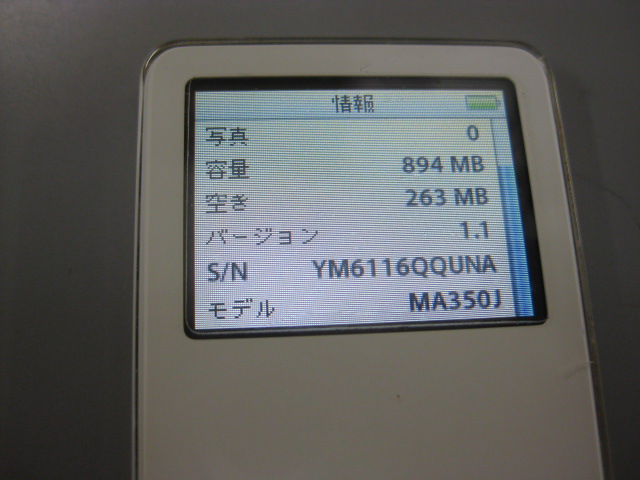 情報
写真 0
容量 894 MB
空き 263 MB
バージョン 1.1
S/N YM6116QQUNA
モデル MA350J